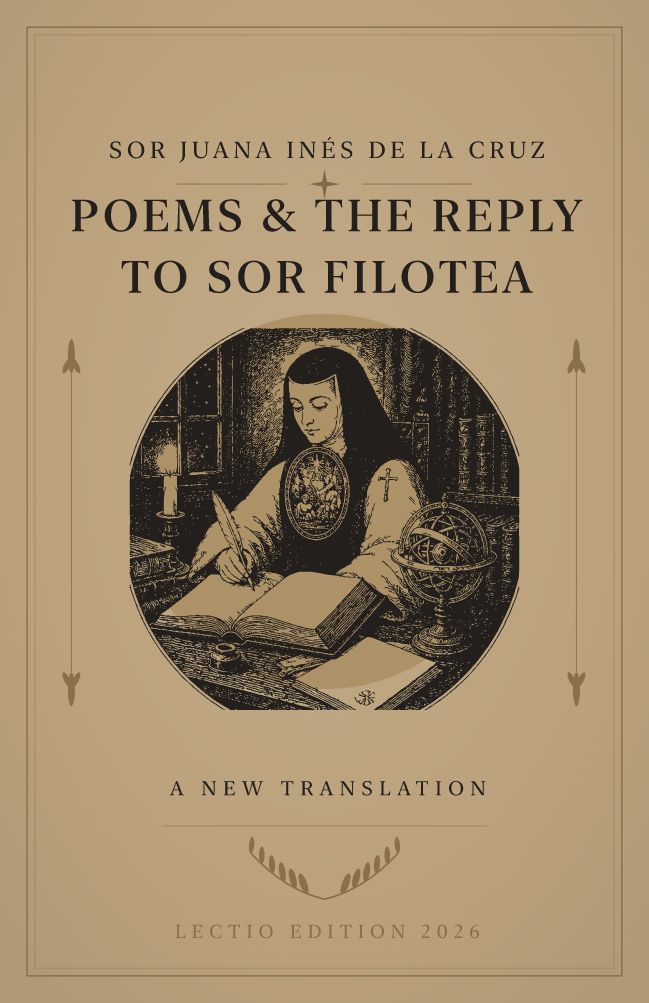 SOR JUANA INÉS DE LA CRUZ
POEMS & THE REPLY
TO SOR FILOTEA
A NEW TRANSLATION
LECTIO EDITION 2026